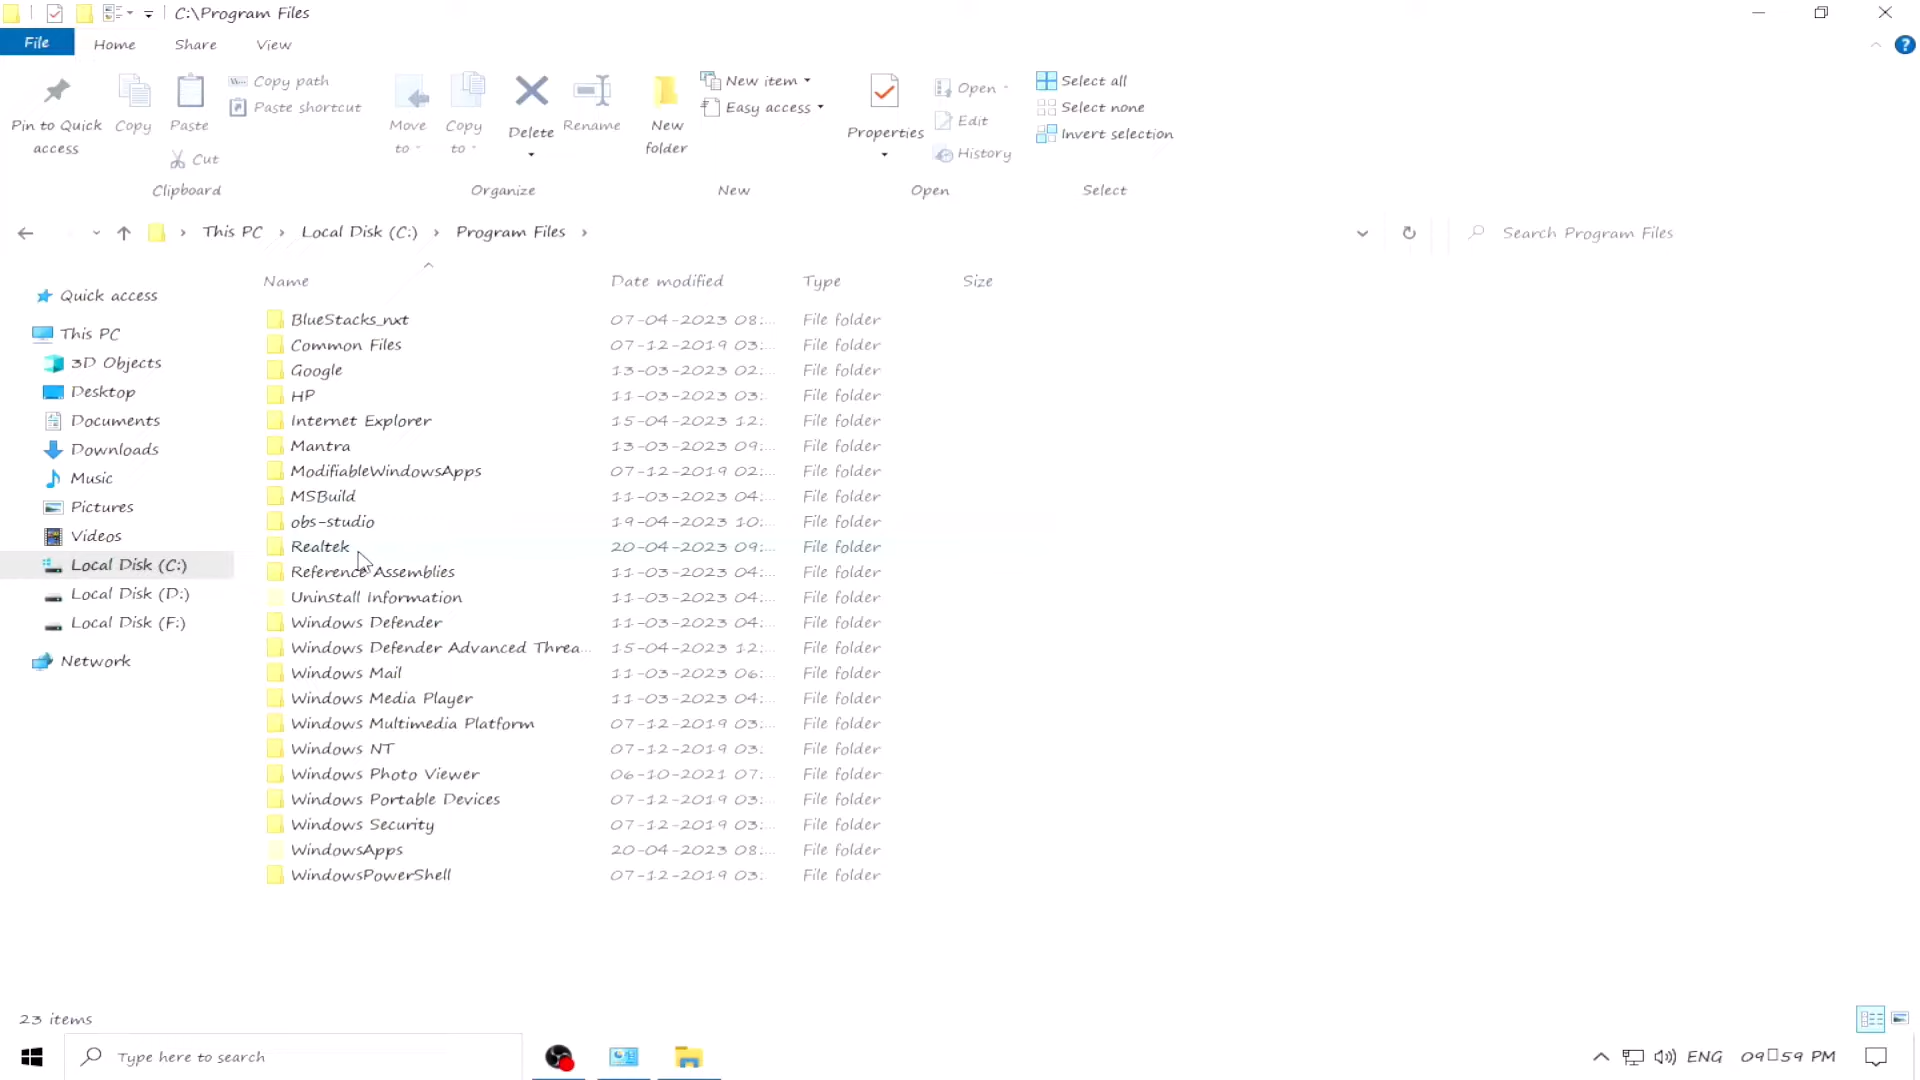 C:\Program Files
File Home Share View
Pin to Quick access
Copy
Paste
Cut
Copy path
Paste shortcut
Clipboard
Move to
Copy to
Delete
Rename
Organize
New folder
New item
Easy access
New
Properties
Open
Edit
History
Open
Select all
Select none
Invert selection
Select
This PC > Local Disk (C:) > Program Files >
Search Program Files
Quick access
This PC
3D Objects
Desktop
Documents
Downloads
Music
Pictures
Videos
Local Disk (C:)
Local Disk (D:)
Local Disk (F:)
Network
Name Date modified Type Size
BlueStacks_nxt 07-04-2023 08:... File folder
Common Files 07-12-2019 03:... File folder
Google 13-03-2023 02:... File folder
HP 11-03-2023 03:... File folder
Internet Explorer 15-04-2023 12:... File folder
Mantra 13-03-2023 09:... File folder
ModifiableWindowsApps 07-12-2019 02:... File folder
MSBuild 11-03-2023 04:... File folder
obs-studio 19-04-2023 10:... File folder
Realtek 20-04-2023 09:... File folder
Reference Assemblies 11-03-2023 04:... File folder
Uninstall Information 11-03-2023 04:... File folder
Windows Defender 11-03-2023 04:... File folder
Windows Defender Advanced Threa... 15-04-2023 12:... File folder
Windows Mail 11-03-2023 06:... File folder
Windows Media Player 11-03-2023 04:... File folder
Windows Multimedia Platform 07-12-2019 03:... File folder
Windows NT 07-12-2019 03:... File folder
Windows Photo Viewer 06-10-2021 07:... File folder
Windows Portable Devices 07-12-2019 03:... File folder
Windows Security 07-12-2019 03:... File folder
WindowsApps 20-04-2023 08:... File folder
WindowsPowerShell 07-12-2019 03:... File folder
23 items
Type here to search
ENG 09▯59 PM